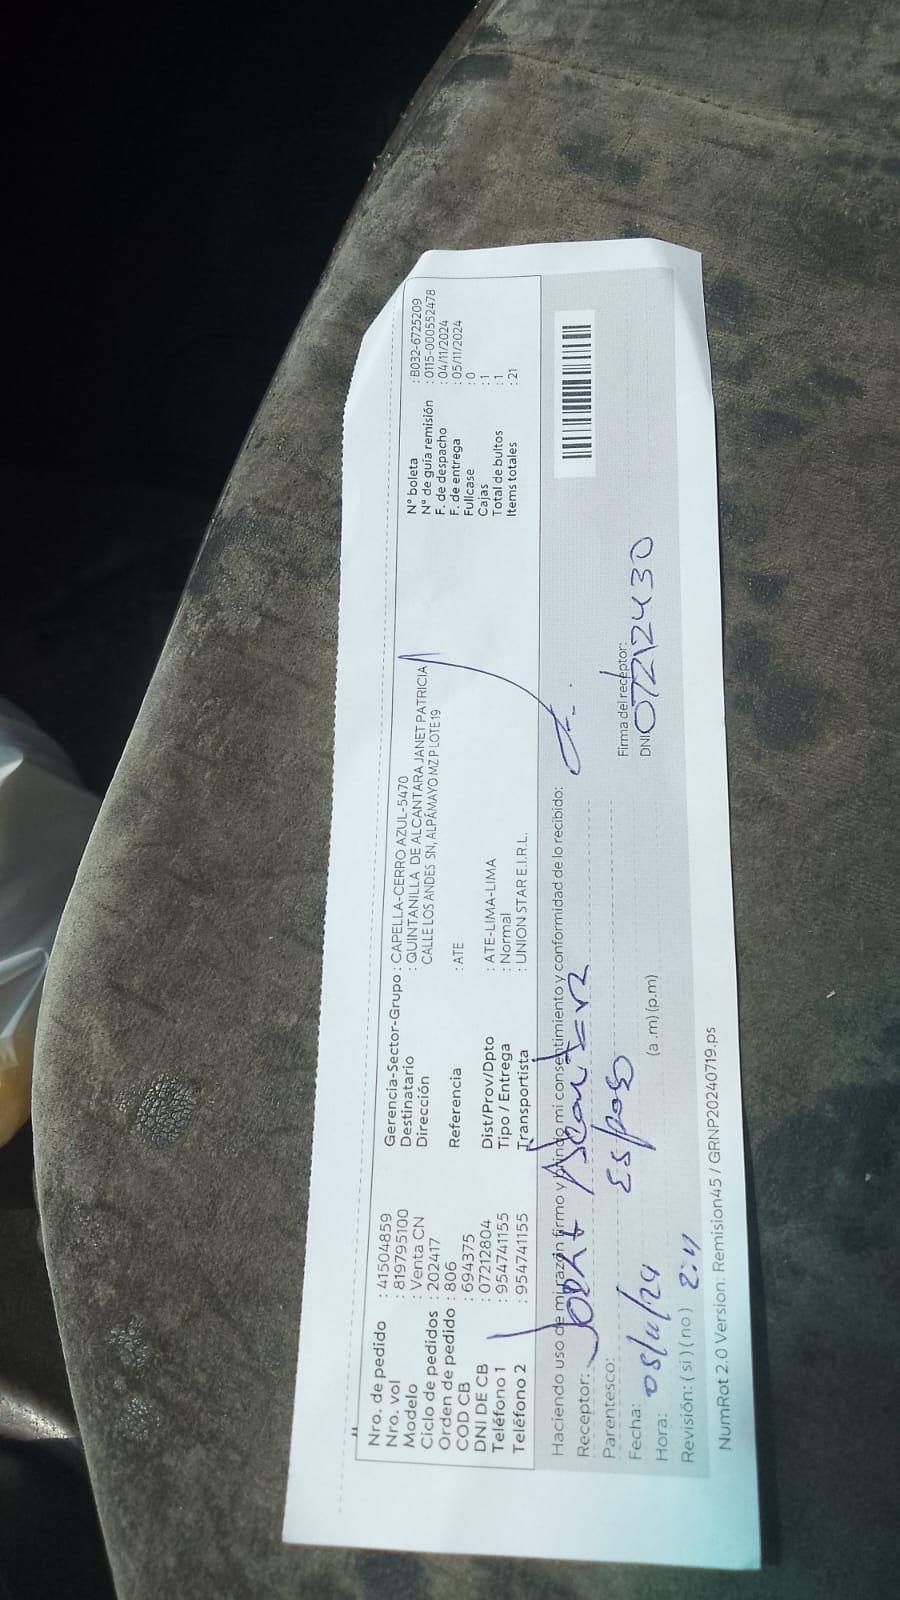 Nro. de pedido : 41504859
Nro. vol : 819795100
Modelo : Venta CN
Ciclo de pedidos : 202417
Orden de pedido : 806
COD CB : 694375
DNI DE CB : 07212804
Teléfono 1 : 954741155
Teléfono 2 : 954741155
Gerencia-Sector-Grupo : CAPELLA-CERRO AZUL-5470
Destinatario : QUINTANILLA DE ALCANTARA JANET PATRICIA
Dirección CALLE LOS ANDES SN, ALPAMAYO MZ P LOTE 19
Referencia : ATE
Dist/Prov/Dpto : ATE-LIMA-LIMA
Tipo / Entrega : Normal
Transportista : UNION STAR E.I.R.L.
N° boleta : B032-6725209
N° de guía remisión : 0115-000552478
F. de despacho : 04/11/2024
F. de entrega : 05/11/2024
Fullcase : 0
Cajas : 1
Total de bultos : 1
Items totales : 21
Haciendo uso de mi razón firmo y brindo mi consentimiento y conformidad de lo recibido:
Receptor:
Parentesco: Esposo
Fecha: 05/11/24
Hora: 2:11 (a.m) (p.m)
Revisión: ( si ) ( no )
Firma del receptor:
DNI 07212430
NumRot 2.0 Version: Remision45 / GRNP20240719.ps